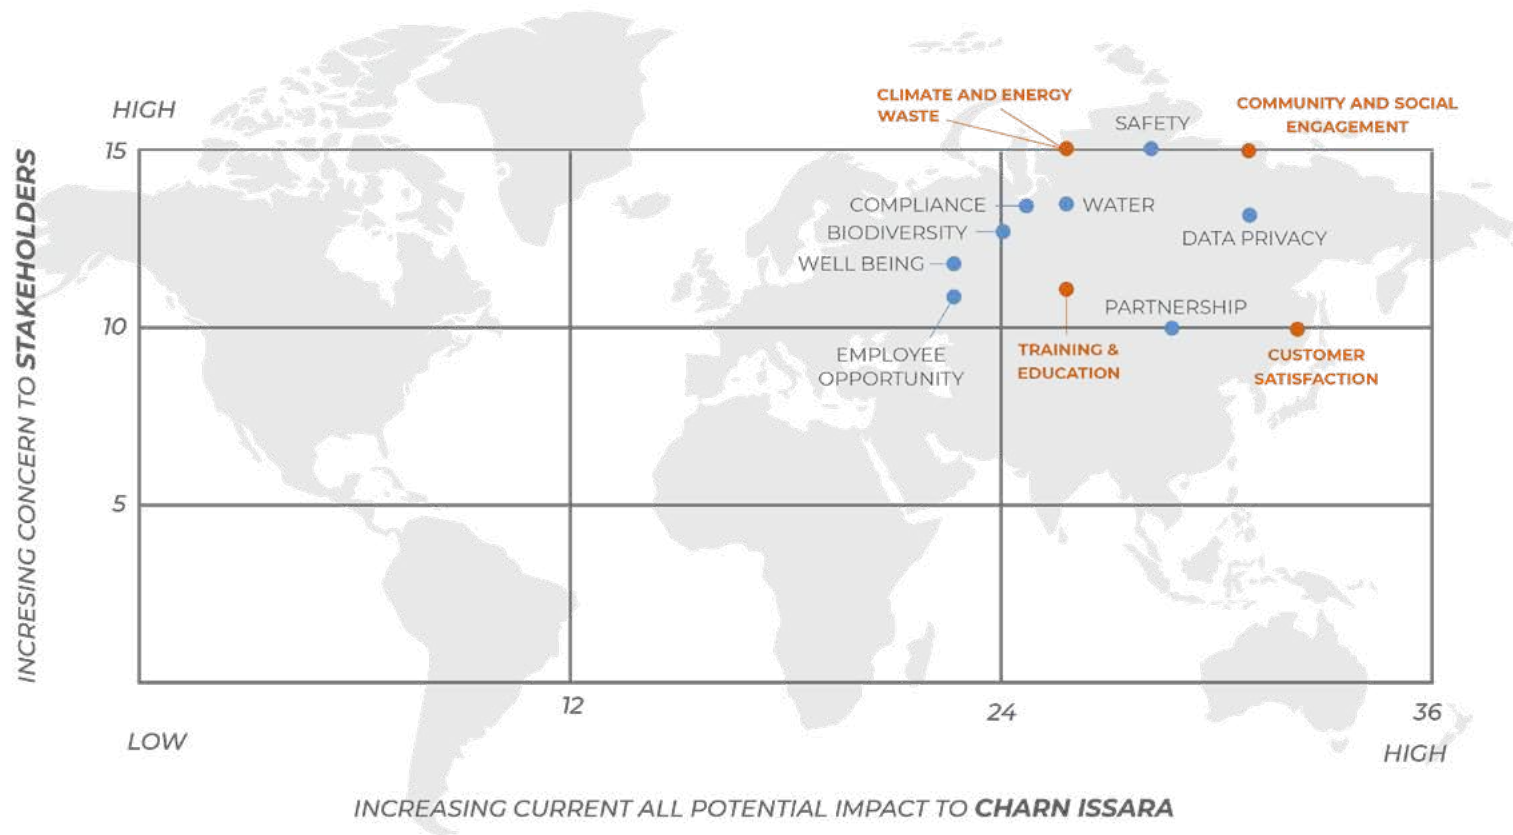 HIGH
CLIMATE AND ENERGY
WASTE
SAFETY
COMMUNITY AND SOCIAL
ENGAGEMENT
15
COMPLIANCE
WATER
BIODIVERSITY
DATA PRIVACY
WELL BEING
PARTNERSHIP
10
EMPLOYEE
OPPORTUNITY
TRAINING &
EDUCATION
CUSTOMER
SATISFACTION
5
INCRESING CONCERN TO STAKEHOLDERS
12
24
36
LOW
HIGH
INCREASING CURRENT ALL POTENTIAL IMPACT TO CHARN ISSARA